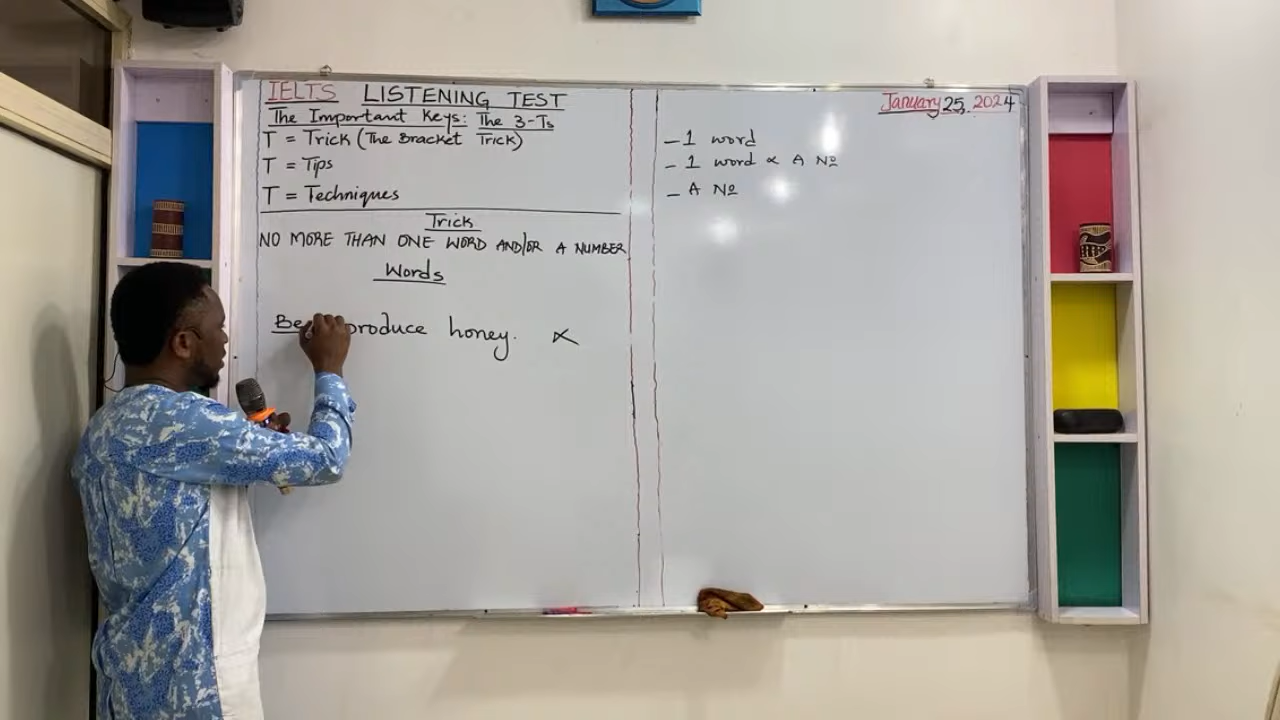 IELTS LISTENING TEST
The Important Keys: The 3-Ts
T = Trick (The Bracket Trick)
T = Tips
T = Techniques
Trick
NO MORE THAN ONE WORD AND/OR A NUMBER
Words
produce honey. ∝
January 25, 2024
- 1 word
- 1 word ∝ A No
- A No